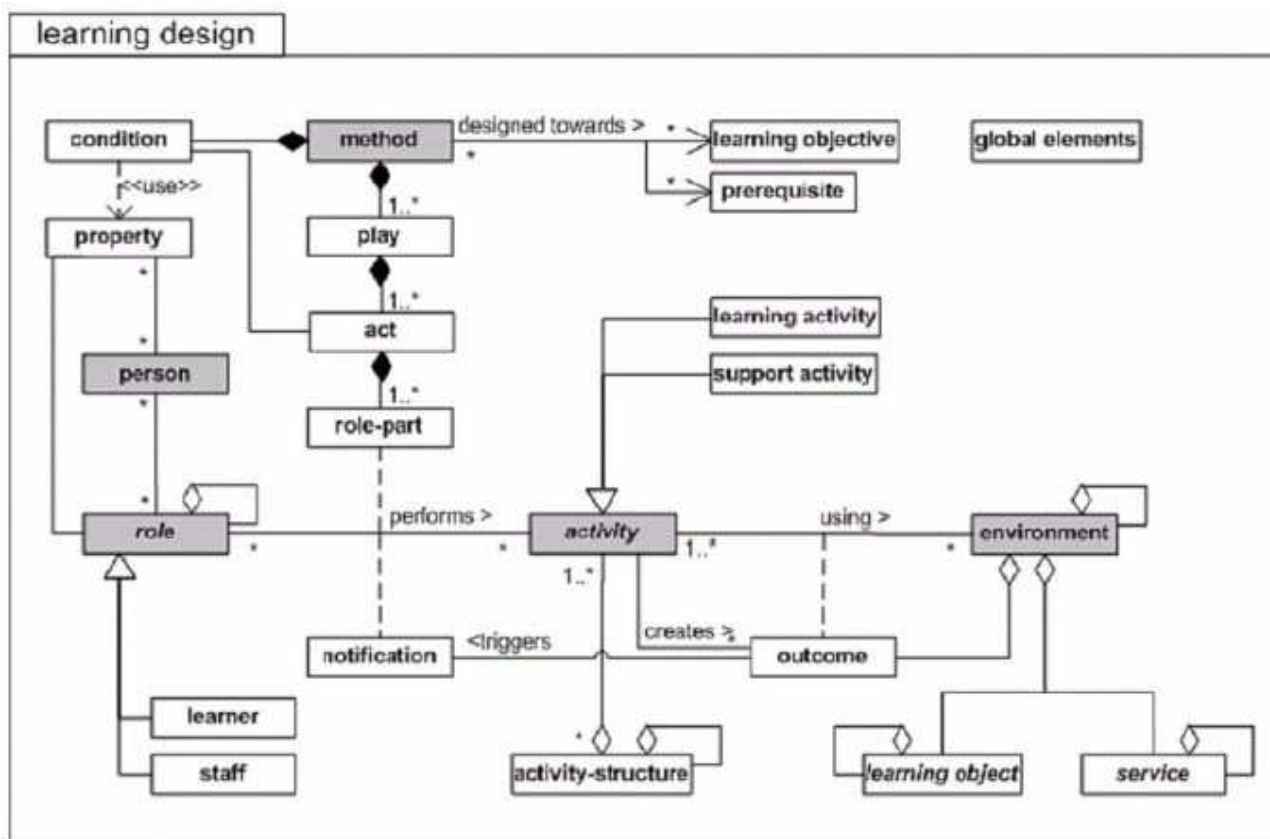 learning design
condition
method
designed towards >
*
*
learning objective
global elements
<<use>>
*
prerequisite
1..*
property
play
*
1..*
learning activity
act
*
person
support activity
*
1..*
role-part
*
role
performs >
activity
using >
environment
*
*
1..*
*
1..*
notification
<triggers
creates >
*
outcome
learner
*
staff
activity-structure
learning object
service